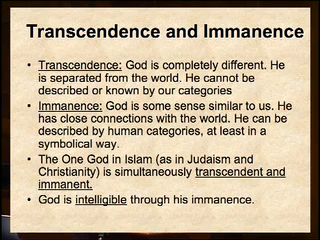 Transcendence and Immanence
• Transcendence: God is completely different. He
is separated from the world. He cannot be
described or known by our categories
• Immanence: God is some sense similar to us. He
has close connections with the world. He can be
described by human categories, at least in a
symbolical way.
• The One God in Islam (as in Judaism and
Christianity) is simultaneously transcendent and
immanent.
• God is intelligible through his immanence.